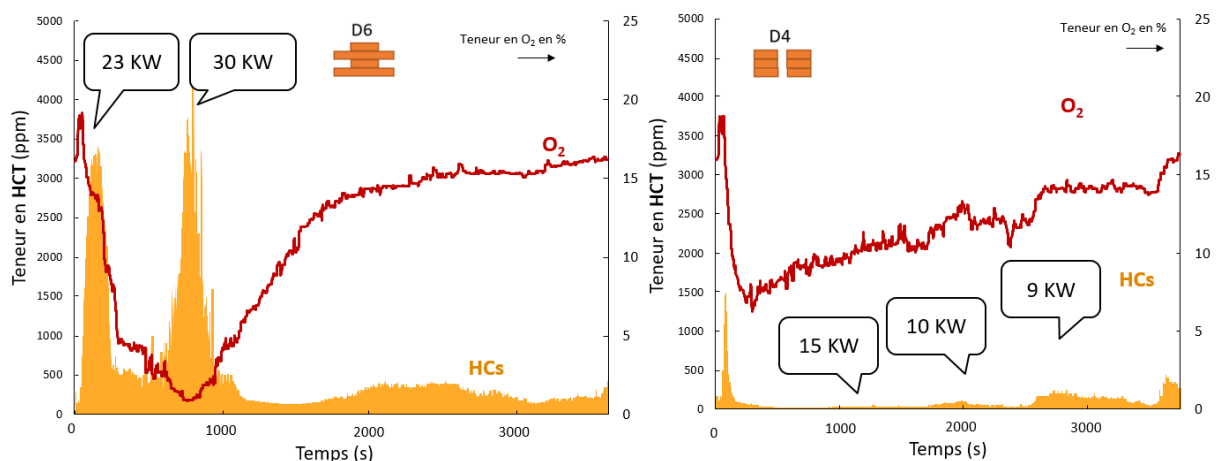 D6
Teneur en O₂ en %
23 KW
30 KW
O₂
HCs
Teneur en HCT (ppm)
5000
4500
4000
3500
3000
2500
2000
1500
1000
500
0
25
20
15
10
5
0
0
1000
2000
3000
Temps (s)
D4
Teneur en O₂ en %
O₂
HCs
15 KW
10 KW
9 KW
Teneur en HCT (ppm)
5000
4500
4000
3500
3000
2500
2000
1500
1000
500
0
25
20
15
10
5
0
0
1000
2000
3000
Temps (s)